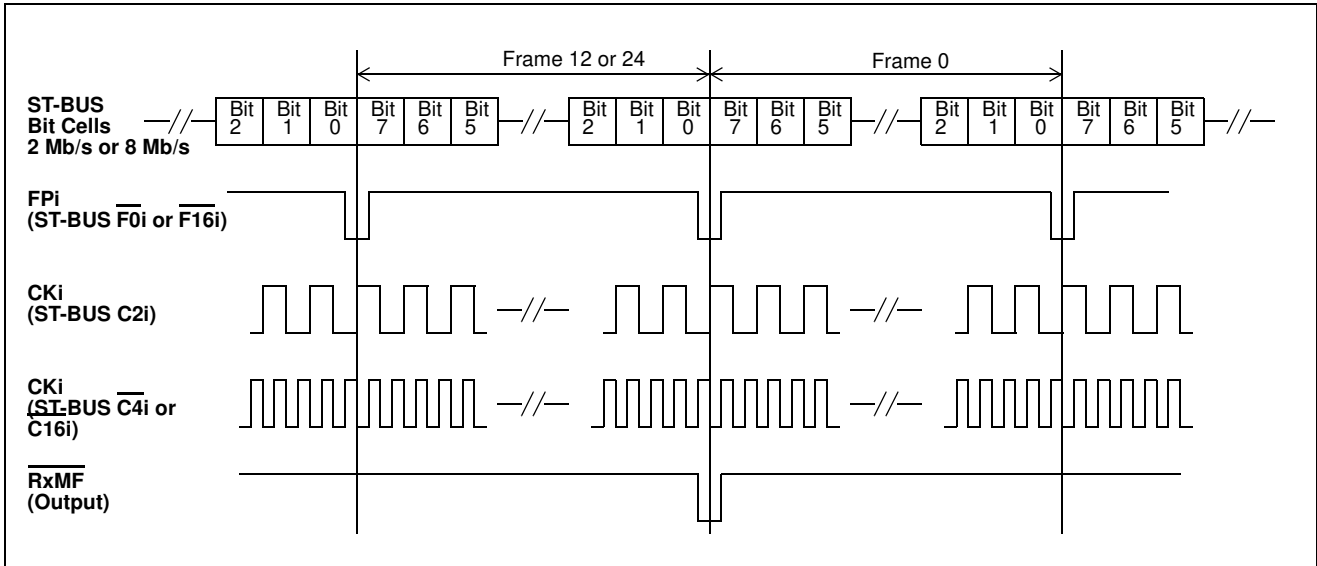 Frame 12 or 24
Frame 0
ST-BUS
Bit Cells
2 Mb/s or 8 Mb/s
Bit 2 Bit 1 Bit 0 Bit 7 Bit 6 Bit 5 Bit 2 Bit 1 Bit 0 Bit 7 Bit 6 Bit 5 Bit 2 Bit 1 Bit 0 Bit 7 Bit 6 Bit 5
FPi
(ST-BUS F0i or F16i)
CKi
(ST-BUS C2i)
CKi
(ST-BUS C4i or
C16i)
RxMF
(Output)